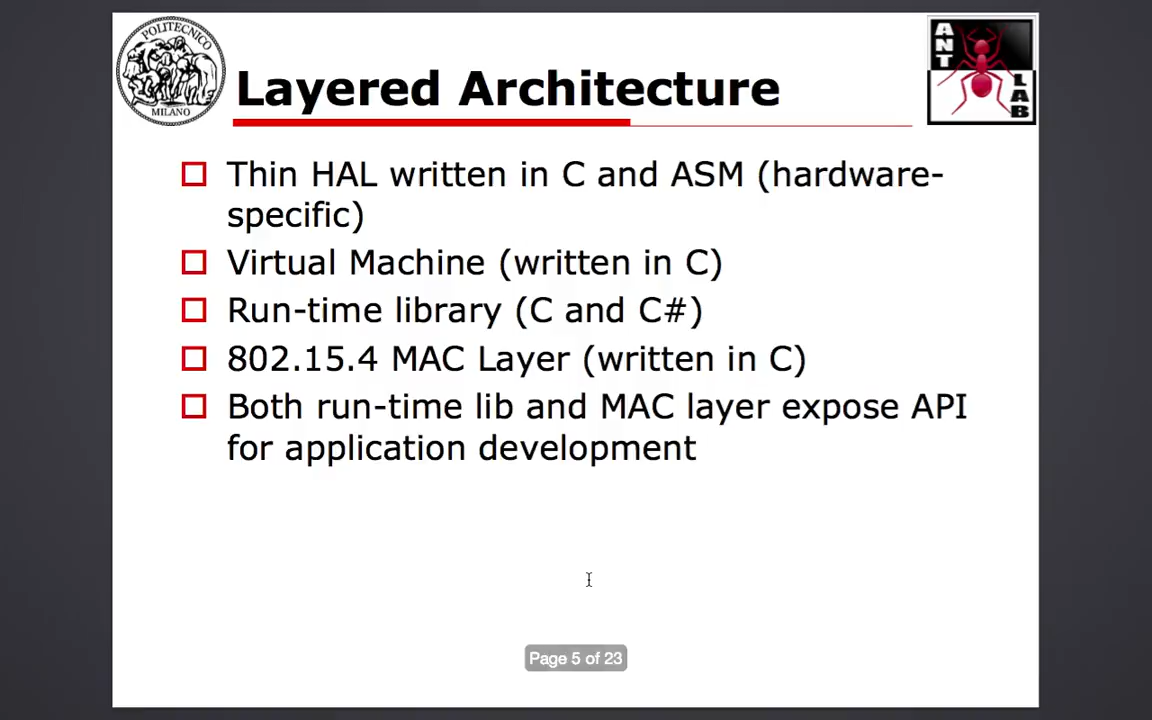 POLITECNICO
MILANO
Layered Architecture
ANT
LAB
Thin HAL written in C and ASM (hardware-
specific)
Virtual Machine (written in C)
Run-time library (C and C#)
802.15.4 MAC Layer (written in C)
Both run-time lib and MAC layer expose API
for application development
Page 5 of 23